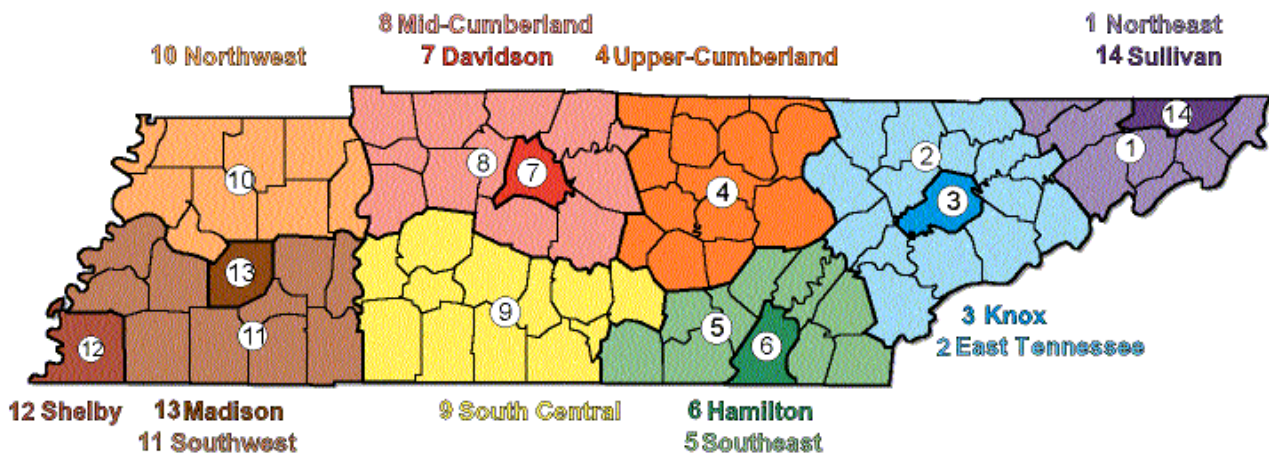 8 Mid-Cumberland
1 Northeast
10 Northwest
7 Davidson
4 Upper-Cumberland
14 Sullivan
14
2
1
8
7
10
4
3
13
9
5
6
12
11
3 Knox
2 East Tennessee
12 Shelby
13 Madison
9 South Central
6 Hamilton
11 Southwest
5 Southeast